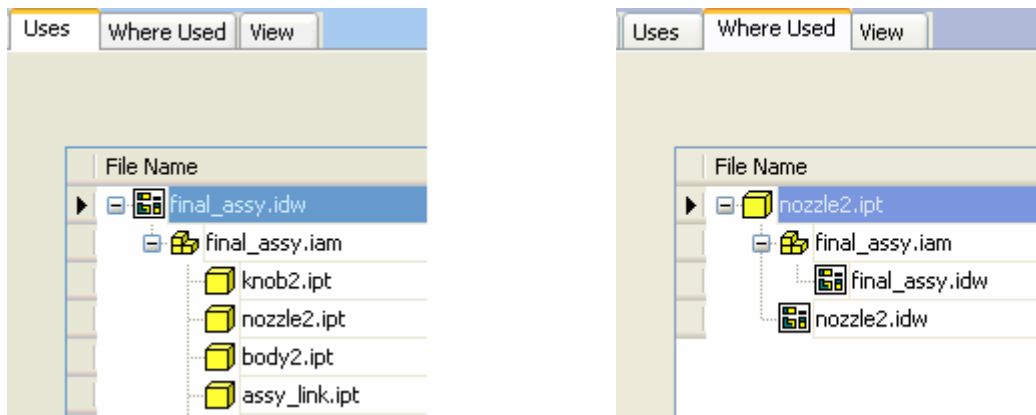 Uses Where Used View
File Name
final_assy.idw
final_assy.iam
knob2.ipt
nozzle2.ipt
body2.ipt
assy_link.ipt
Uses Where Used View
File Name
nozzle2.ipt
final_assy.iam
final_assy.idw
nozzle2.idw